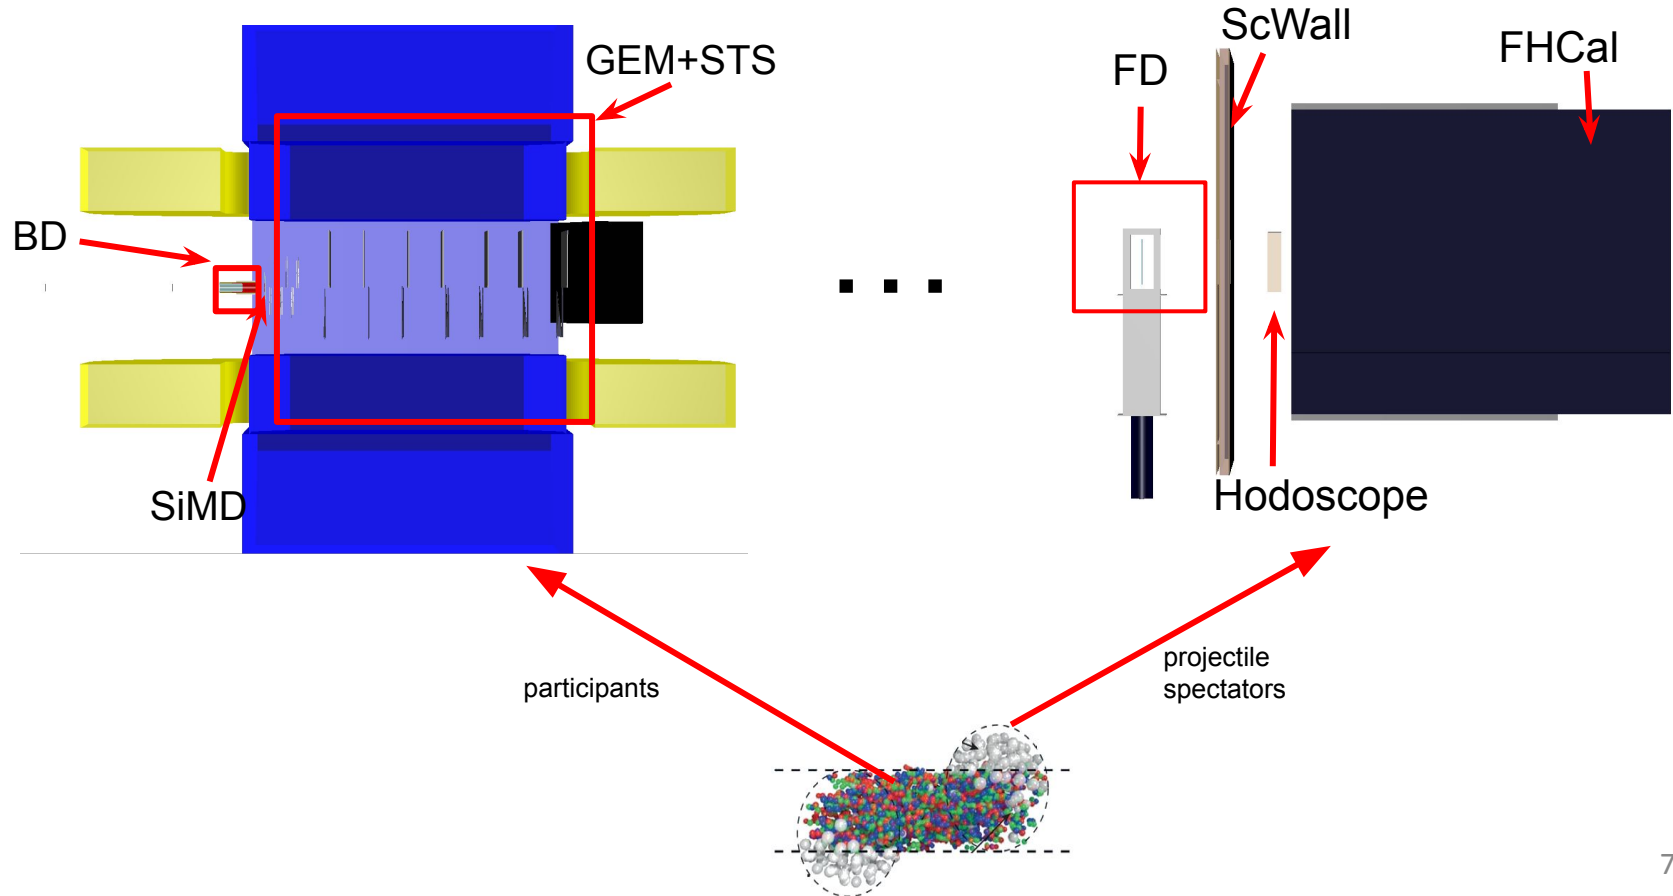 ScWall
GEM+STS
FD
FHCal
BD
SiMD
Hodoscope
participants
projectile
spectators
7